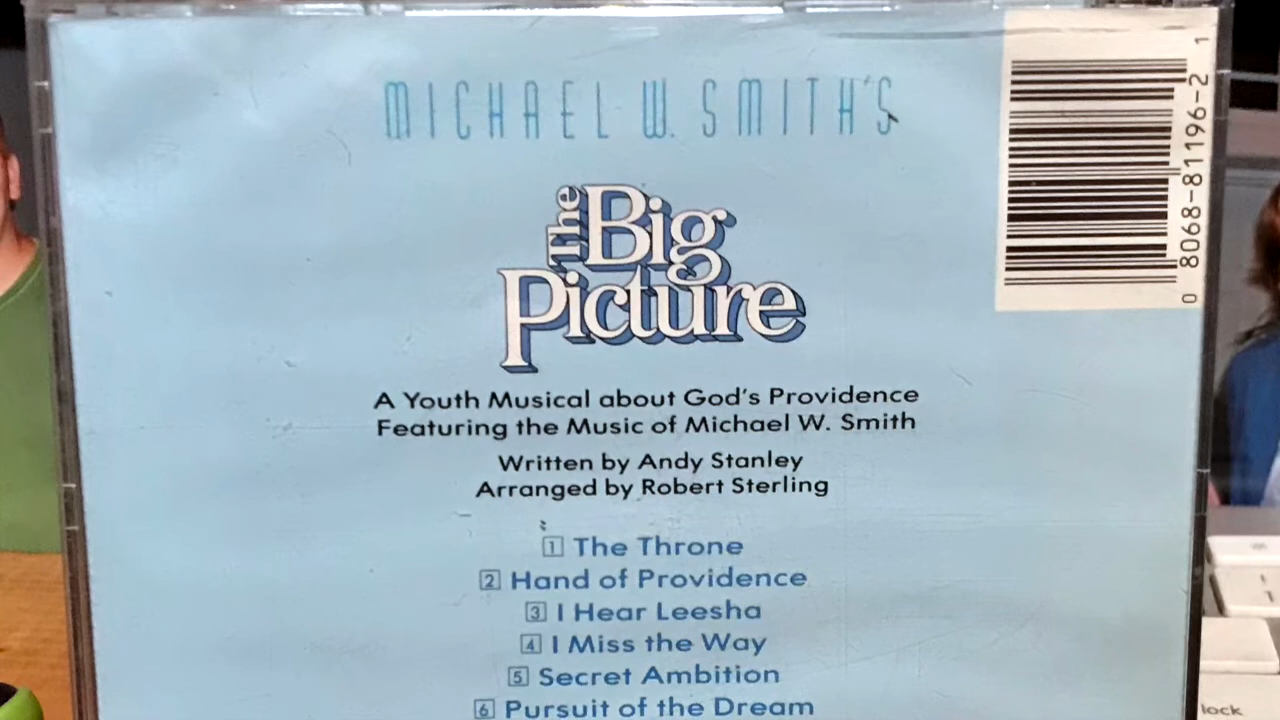 MICHAEL W. SMITH'S
The Big
Picture
A Youth Musical about God's Providence
Featuring the Music of Michael W. Smith
Written by Andy Stanley
Arranged by Robert Sterling
1 The Throne
2 Hand of Providence
3 I Hear Leesha
4 I Miss the Way
5 Secret Ambition
6 Pursuit of the Dream
0 8068-81196-2 1
lock